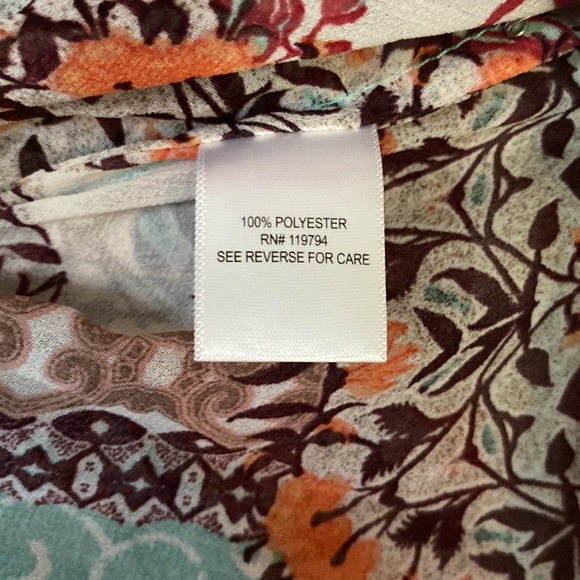 100% POLYESTER
RN# 119794
SEE REVERSE FOR CARE